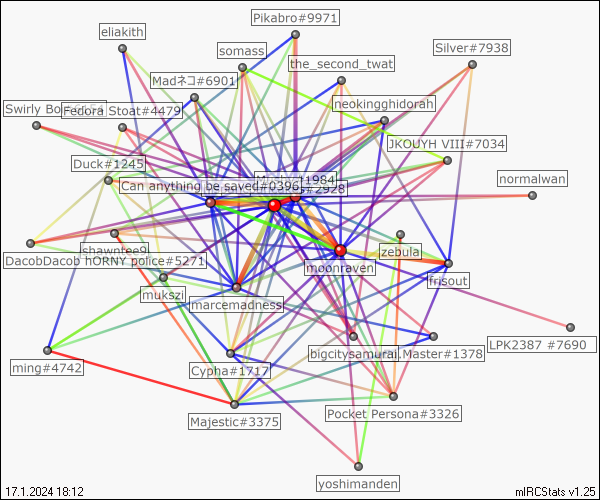 Pikabro#9971
eliakith
somass
Silver#7938
the_second_twat
Madネコ#6901
neokingghidorah
Swirly Bo
Fedora Stoat#4479
JKOUYH VIII#7034
Duck#1245
normalwan
Can anything be saved#0396
#2928
shawntee9
zebula
DacobDacob HORNY police#5271
moonraven
frisout
mukszi
marcemadness
LPK2387 #7690
bigcitysamurai
Master#1378
ming#4742
Cypha#1717
Pocket Persona#3326
Majestic#3375
yoshimanden
17.1.2024 18:12
mIRCStats v1.25